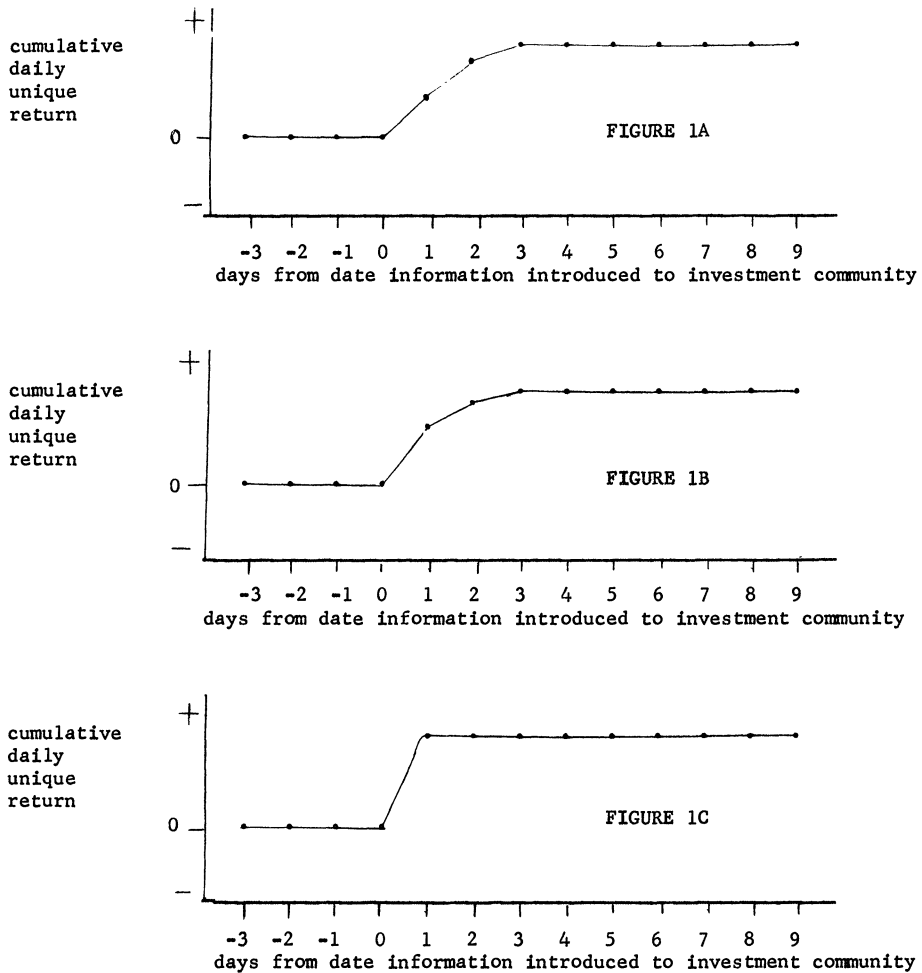 +
cumulative
daily
unique
return
0
FIGURE 1A
—
-3 -2 -1 0 1 2 3 4 5 6 7 8 9
days from date information introduced to investment community
+
cumulative
daily
unique
return
0
FIGURE 1B
—
-3 -2 -1 0 1 2 3 4 5 6 7 8 9
days from date information introduced to investment community
+
cumulative
daily
unique
return
0
FIGURE 1C
—
-3 -2 -1 0 1 2 3 4 5 6 7 8 9
days from date information introduced to investment community